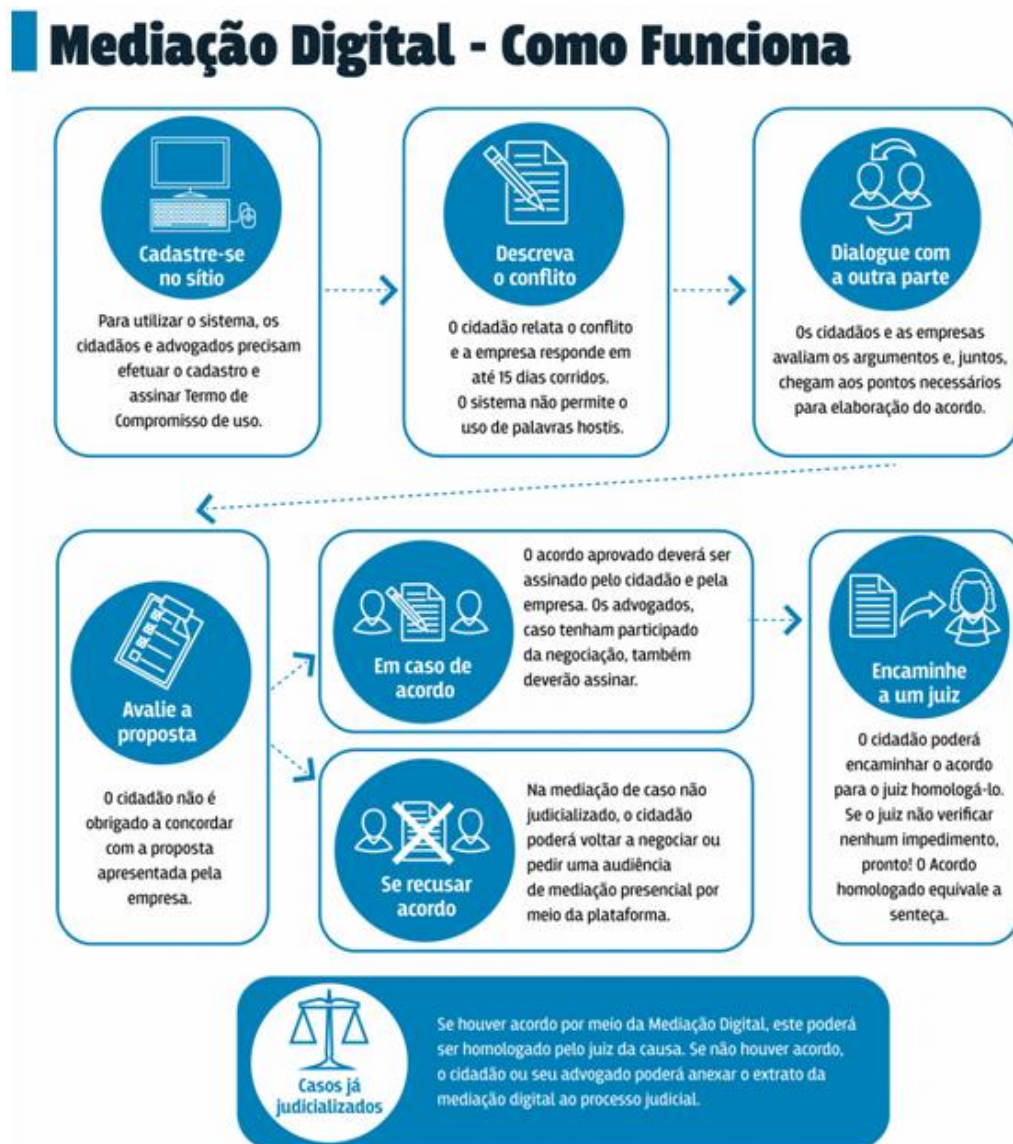 Mediação Digital - Como Funciona
Cadastre-se
no sítio
Para utilizar o sistema, os
cidadãos e advogados precisam
efetuar o cadastro e
assinar Termo de
Compromisso de uso.
Descreva
o conflito
O cidadão relata o conflito
e a empresa responde em
até 15 dias corridos.
O sistema não permite o
uso de palavras hostis.
Dialogue com
a outra parte
Os cidadãos e as empresas
avaliam os argumentos e, juntos,
chegam aos pontos necessários
para elaboração do acordo.
Avalie a
proposta
O cidadão não é
obrigado a concordar
com a proposta
apresentada pela
empresa.
Em caso de
acordo
O acordo aprovado deverá ser
assinado pelo cidadão e pela
empresa. Os advogados,
caso tenham participado
da negociação, também
deverão assinar.
Se recusar
acordo
Na mediação de caso não
judicializado, o cidadão
poderá voltar a negociar ou
pedir uma audiência
de mediação presencial por
meio da plataforma.
Encaminhe
a um juiz
O cidadão poderá
encaminhar o acordo
para o juiz homologá-lo.
Se o juiz não verificar
nenhum impedimento,
pronto! O Acordo
homologado equivale a
senteça.
Casos já
judicializados
Se houver acordo por meio da Mediação Digital, este poderá
ser homologado pelo juiz da causa. Se não houver acordo,
o cidadão ou seu advogado poderá anexar o extrato da
mediação digital ao processo judicial.